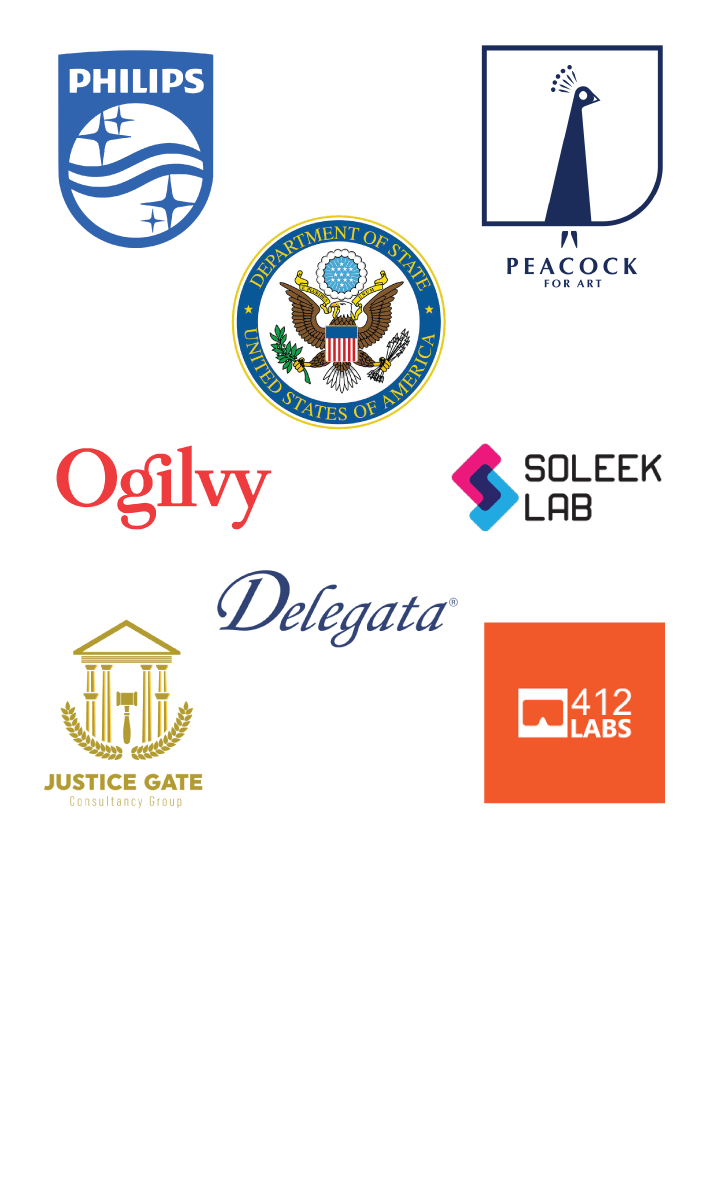 PHILIPS
PEACOCK
FOR ART
DEPARTMENT OF STATE
UNITED STATES OF AMERICA
Ogilvy
SOLEEK
LAB
Delegata®
JUSTICE GATE
Consultancy Group
412
LABS